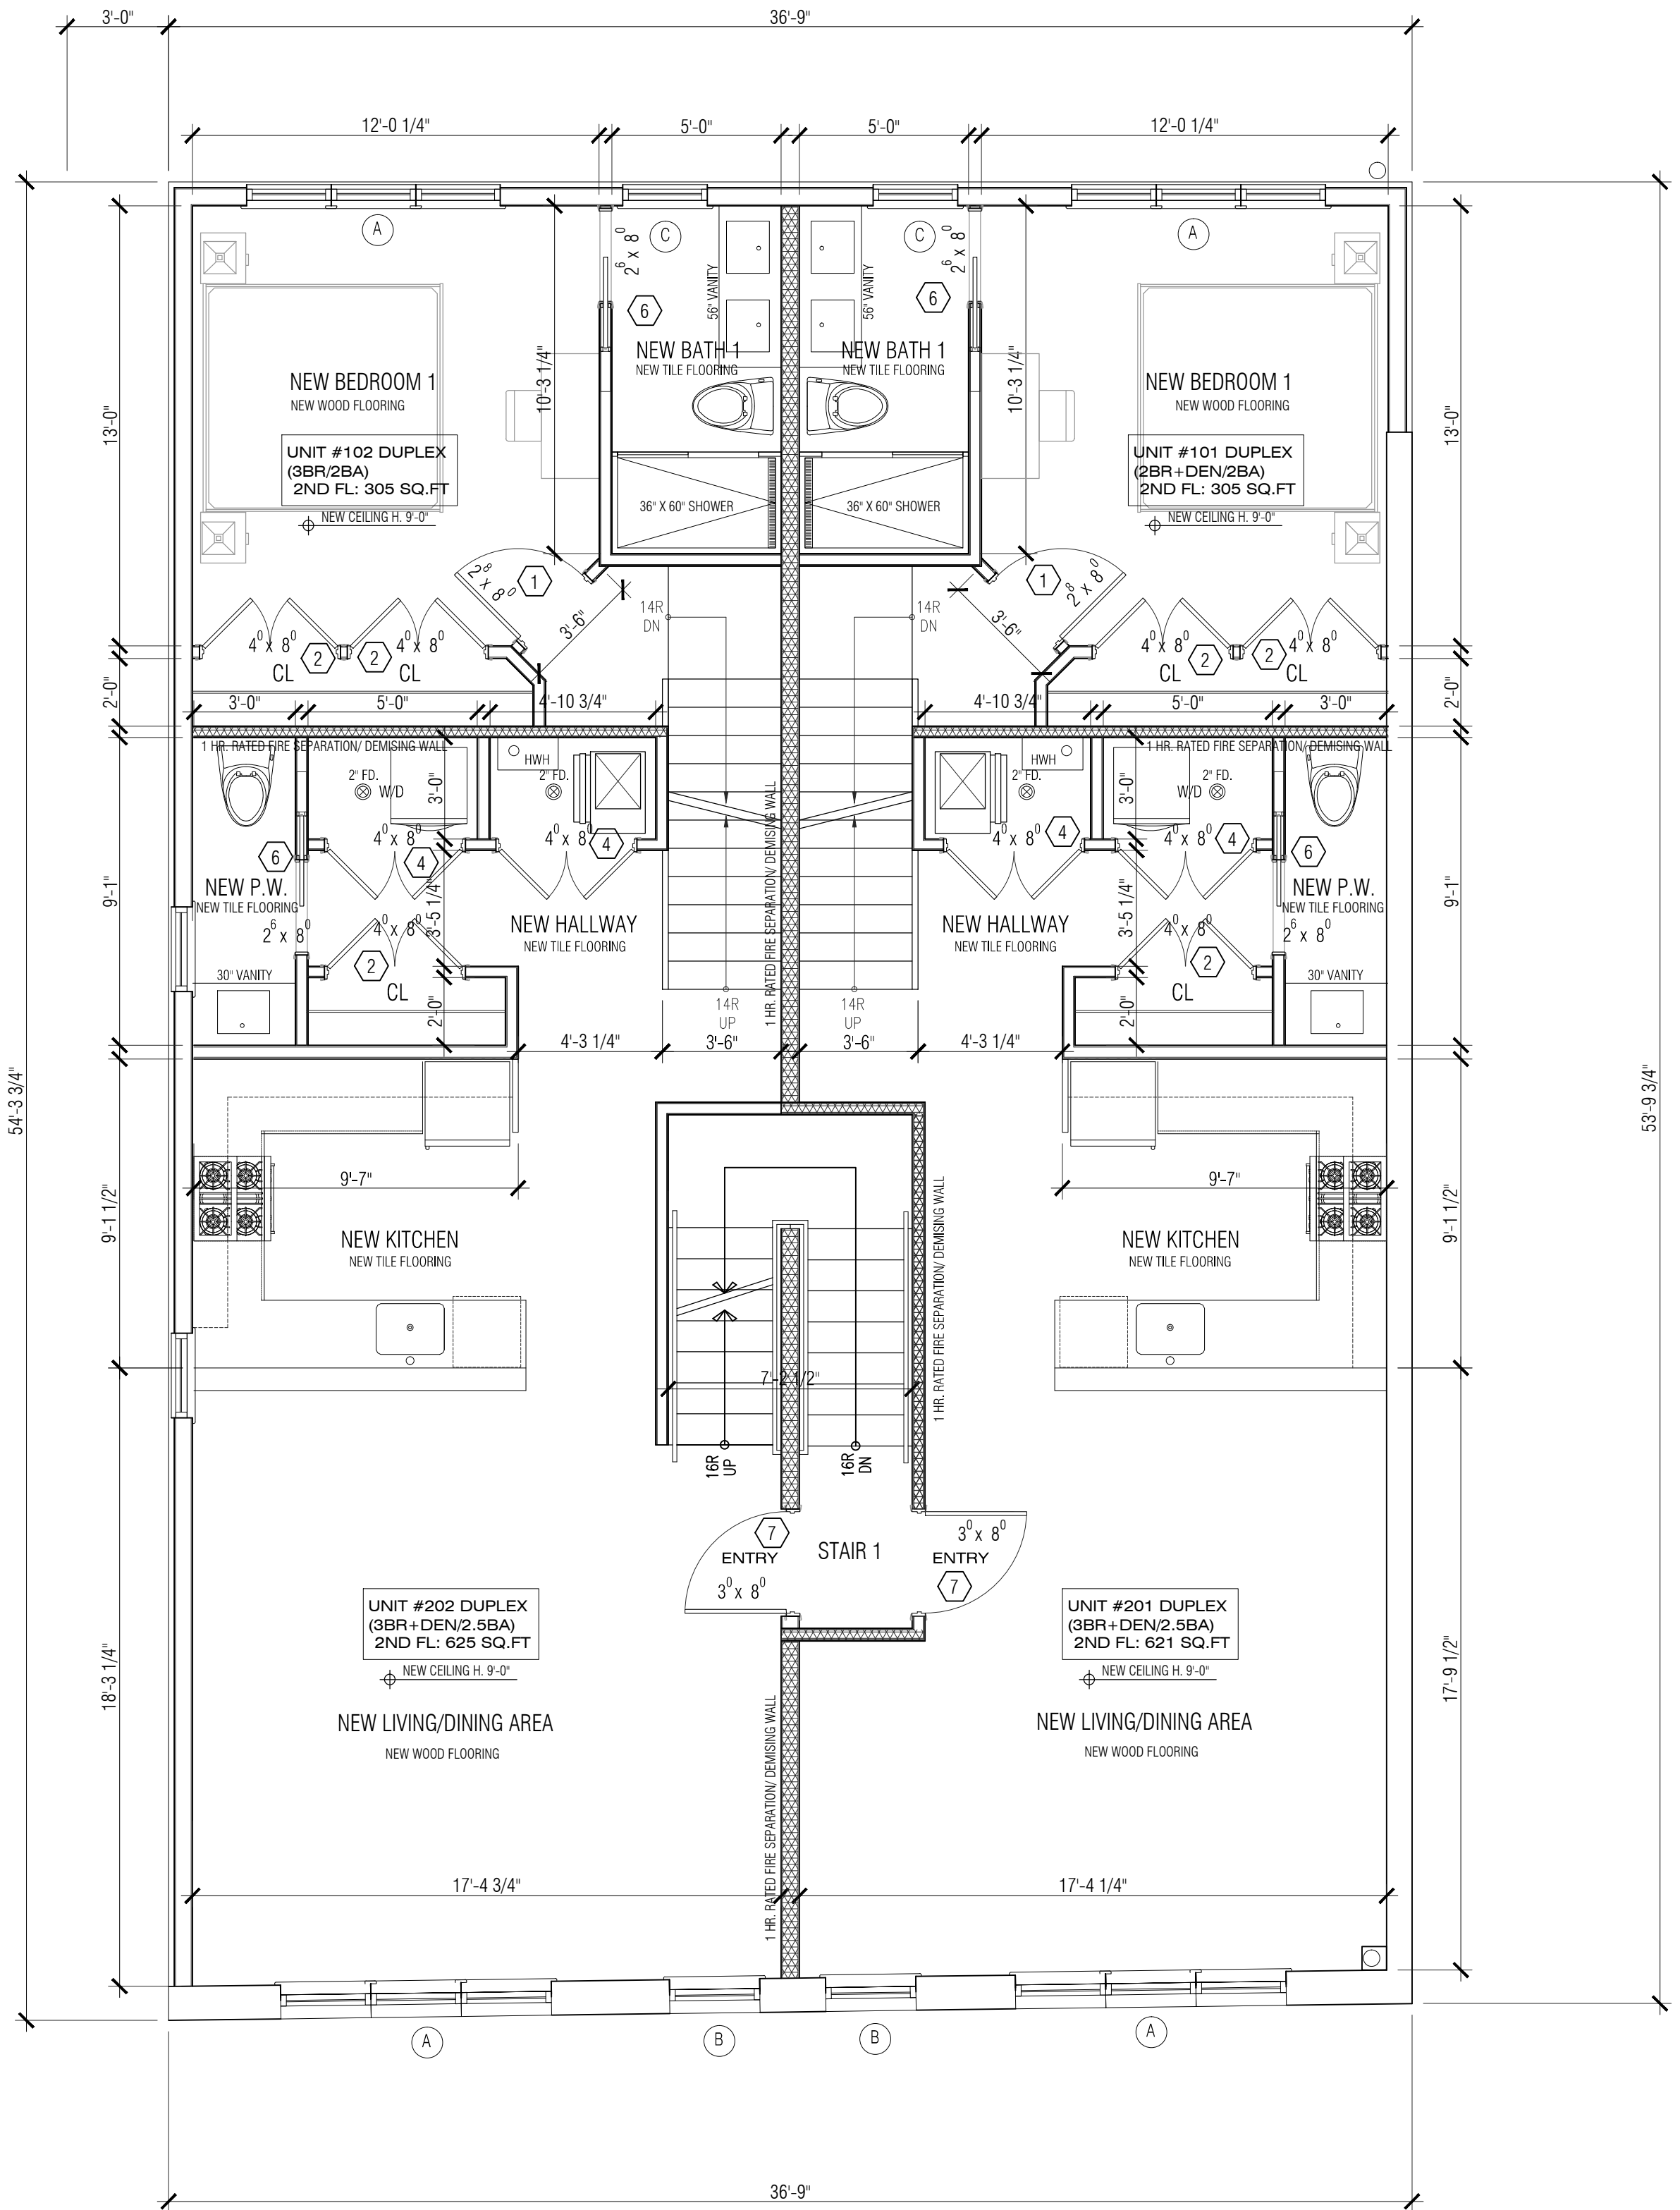 3'-0"
36'-9"
12'-0 1/4"
5'-0"
5'-0"
12'-0 1/4"
A
C
C
A
2⁶ x 8⁰
2⁶ x 8⁰
56" VANITY
56" VANITY
6
6
NEW BATH 1
NEW TILE FLOORING
NEW BATH 1
NEW TILE FLOORING
10'-3 1/4"
10'-3 1/4"
NEW BEDROOM 1
NEW WOOD FLOORING
NEW BEDROOM 1
NEW WOOD FLOORING
13'-0"
13'-0"
UNIT #102 DUPLEX
(3BR/2BA)
2ND FL: 305 SQ.FT
NEW CEILING H. 9'-0"
UNIT #101 DUPLEX
(2BR+DEN/2BA)
2ND FL: 305 SQ.FT
NEW CEILING H. 9'-0"
36" X 60" SHOWER
36" X 60" SHOWER
1
2⁸ x 8⁰
3'-6"
14R
DN
14R
DN
3'-6"
1
2⁸ x 8⁰
4⁰ x 8⁰
2
2
4⁰ x 8⁰
CL
CL
4⁰ x 8⁰
2
2
4⁰ x 8⁰
CL
CL
2'-0"
2'-0"
3'-0"
5'-0"
4'-10 3/4"
4'-10 3/4"
5'-0"
3'-0"
1 HR. RATED FIRE SEPARATION/ DEMISING WALL
1 HR. RATED FIRE SEPARATION/ DEMISING WALL
2" FD.
W/D
3'-0"
HWH
2" FD.
HWH
2" FD.
3'-0"
2" FD.
W/D
4⁰ x 8⁰
4
4⁰ x 8⁰
4
4⁰ x 8⁰
4
4⁰ x 8⁰
4
6
6
1 HR. RATED FIRE SEPARATION/ DEMISING WALL
9'-1"
9'-1"
NEW P.W.
NEW TILE FLOORING
2⁶ x 8⁰
4⁰ x 8⁰
3'-5 1/4"
NEW HALLWAY
NEW TILE FLOORING
NEW HALLWAY
NEW TILE FLOORING
3'-5 1/4"
4⁰ x 8⁰
NEW P.W.
NEW TILE FLOORING
2⁶ x 8⁰
30" VANITY
2
CL
2'-0"
2'-0"
2
CL
30" VANITY
14R
UP
14R
UP
4'-3 1/4"
3'-6"
3'-6"
4'-3 1/4"
54'-3 3/4"
53'-9 3/4"
9'-7"
9'-7"
9'-1 1/2"
9'-1 1/2"
NEW KITCHEN
NEW TILE FLOORING
NEW KITCHEN
NEW TILE FLOORING
1 HR. RATED FIRE SEPARATION/ DEMISING WALL
7'-2 1/2"
16R
UP
16R
DN
7
ENTRY
3⁰ x 8⁰
STAIR 1
3⁰ x 8⁰
ENTRY
7
UNIT #202 DUPLEX
(3BR+DEN/2.5BA)
2ND FL: 625 SQ.FT
NEW CEILING H. 9'-0"
UNIT #201 DUPLEX
(3BR+DEN/2.5BA)
2ND FL: 621 SQ.FT
NEW CEILING H. 9'-0"
18'-3 1/4"
17'-9 1/2"
NEW LIVING/DINING AREA
NEW WOOD FLOORING
NEW LIVING/DINING AREA
NEW WOOD FLOORING
1 HR. RATED FIRE SEPARATION/ DEMISING WALL
17'-4 3/4"
17'-4 1/4"
A
B
B
A
36'-9"